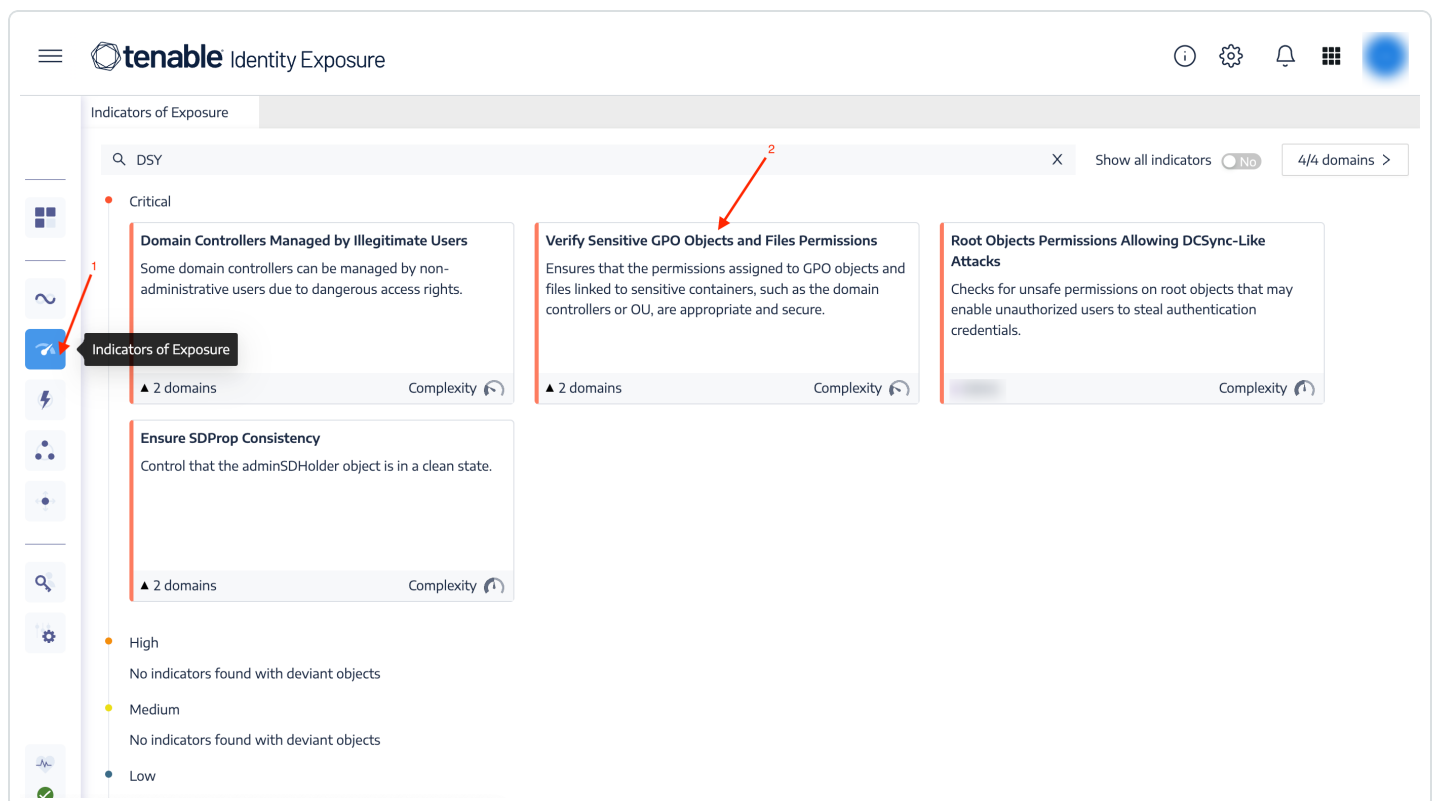 tenable Identity Exposure
Indicators of Exposure
DSY
X
Show all indicators
No
4/4 domains >
2
Critical
Domain Controllers Managed by Illegitimate Users
Some domain controllers can be managed by non-
administrative users due to dangerous access rights.
2 domains
Complexity
Verify Sensitive GPO Objects and Files Permissions
Ensures that the permissions assigned to GPO objects and
files linked to sensitive containers, such as the domain
controllers or OU, are appropriate and secure.
2 domains
Complexity
Root Objects Permissions Allowing DCSync-Like
Attacks
Checks for unsafe permissions on root objects that may
enable unauthorized users to steal authentication
credentials.
Complexity
1
Indicators of Exposure
Ensure SDProp Consistency
Control that the adminSDHolder object is in a clean state.
2 domains
Complexity
High
No indicators found with deviant objects
Medium
No indicators found with deviant objects
Low